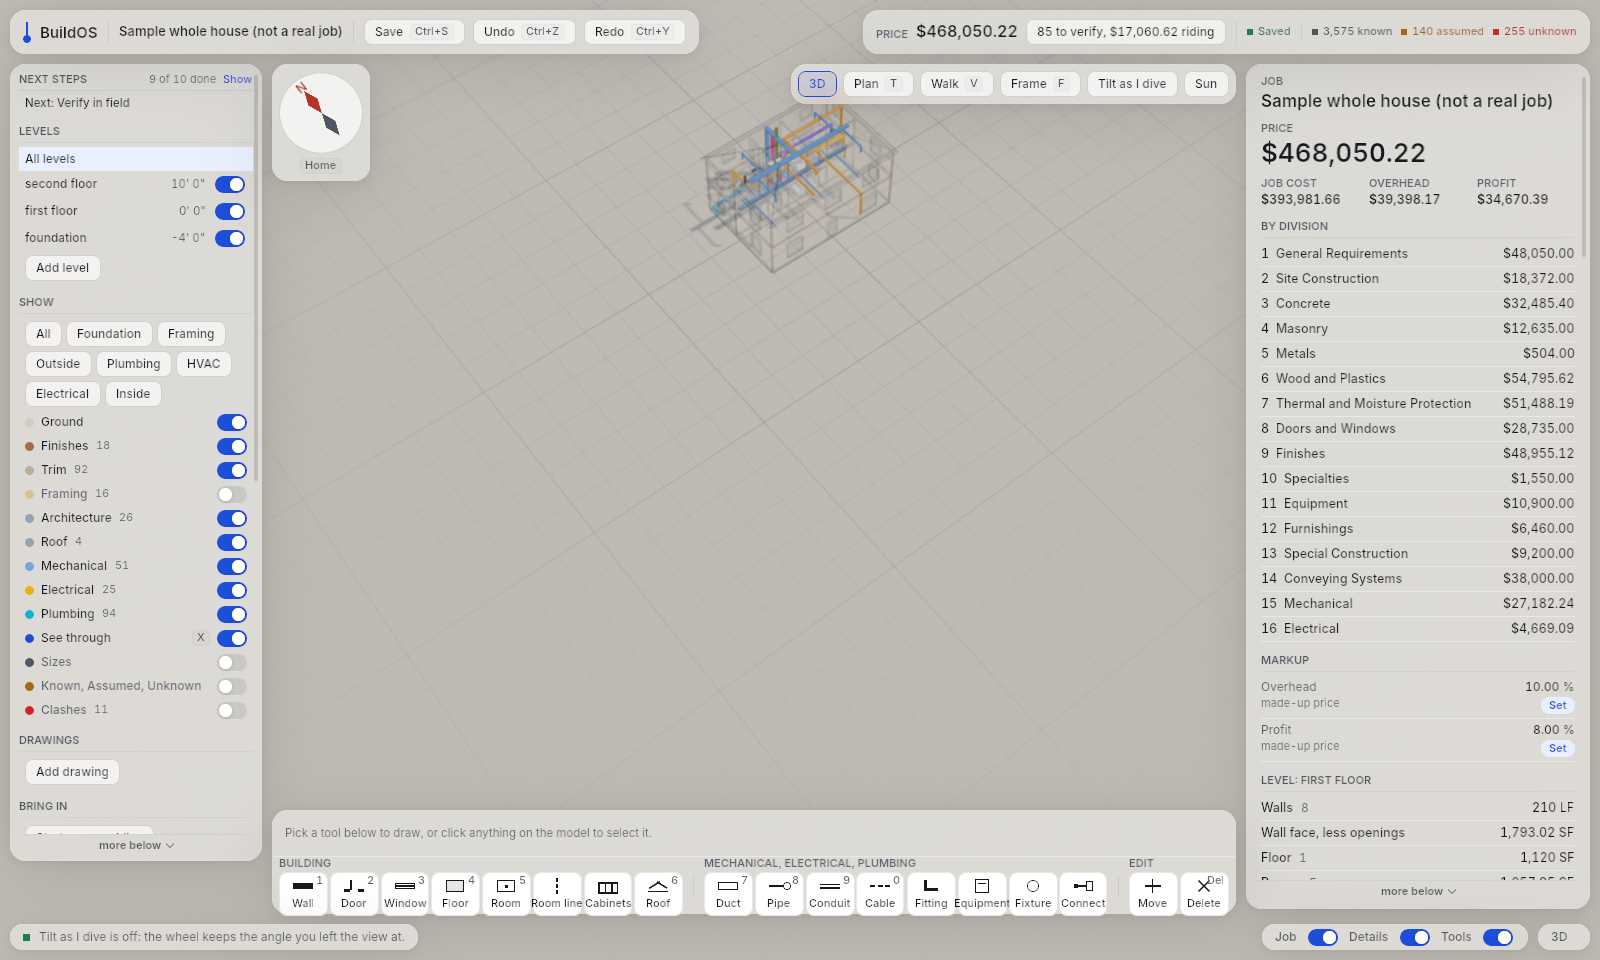 BuildOS
Sample whole house (not a real job)
Save Ctrl+S
Undo Ctrl+Z
Redo Ctrl+Y
PRICE $468,050.22
85 to verify, $17,060.62 riding
Saved
3,575 known
140 assumed
255 unknown
NEXT STEPS 9 of 10 done Show
Next: Verify in field
LEVELS
All levels
second floor 10' 0"
first floor 0' 0"
foundation -4' 0"
Add level
SHOW
All Foundation Framing
Outside Plumbing HVAC
Electrical Inside
Ground
Finishes 18
Trim 92
Framing 16
Architecture 26
Roof 4
Mechanical 51
Electrical 25
Plumbing 94
See through X
Sizes
Known, Assumed, Unknown
Clashes 11
DRAWINGS
Add drawing
BRING IN
more below
N
Home
3D
Plan T
Walk V
Frame F
Tilt as I dive
Sun
JOB
Sample whole house (not a real job)
PRICE
$468,050.22
JOB COST OVERHEAD PROFIT
$393,981.66 $39,398.17 $34,670.39
BY DIVISION
1 General Requirements $48,050.00
2 Site Construction $18,372.00
3 Concrete $32,485.40
4 Masonry $12,635.00
5 Metals $504.00
6 Wood and Plastics $54,795.62
7 Thermal and Moisture Protection $51,488.19
8 Doors and Windows $28,735.00
9 Finishes $48,955.12
10 Specialties $1,550.00
11 Equipment $10,900.00
12 Furnishings $6,460.00
13 Special Construction $9,200.00
14 Conveying Systems $38,000.00
15 Mechanical $27,182.24
16 Electrical $4,669.09
MARKUP
Overhead 10.00 %
made-up price Set
Profit 8.00 %
made-up price Set
LEVEL: FIRST FLOOR
Walls 8 210 LF
Wall face, less openings 1,793.02 SF
Floor 1 1,120 SF
more below
Pick a tool below to draw, or click anything on the model to select it.
BUILDING
1 Wall
2 Door
3 Window
4 Floor
5 Room
Room line
Cabinets
6 Roof
MECHANICAL, ELECTRICAL, PLUMBING
7 Duct
8 Pipe
9 Conduit
0 Cable
Fitting
Equipment
Fixture
Connect
EDIT
Move
Del Delete
Tilt as I dive is off: the wheel keeps the angle you left the view at.
Job Details Tools 3D